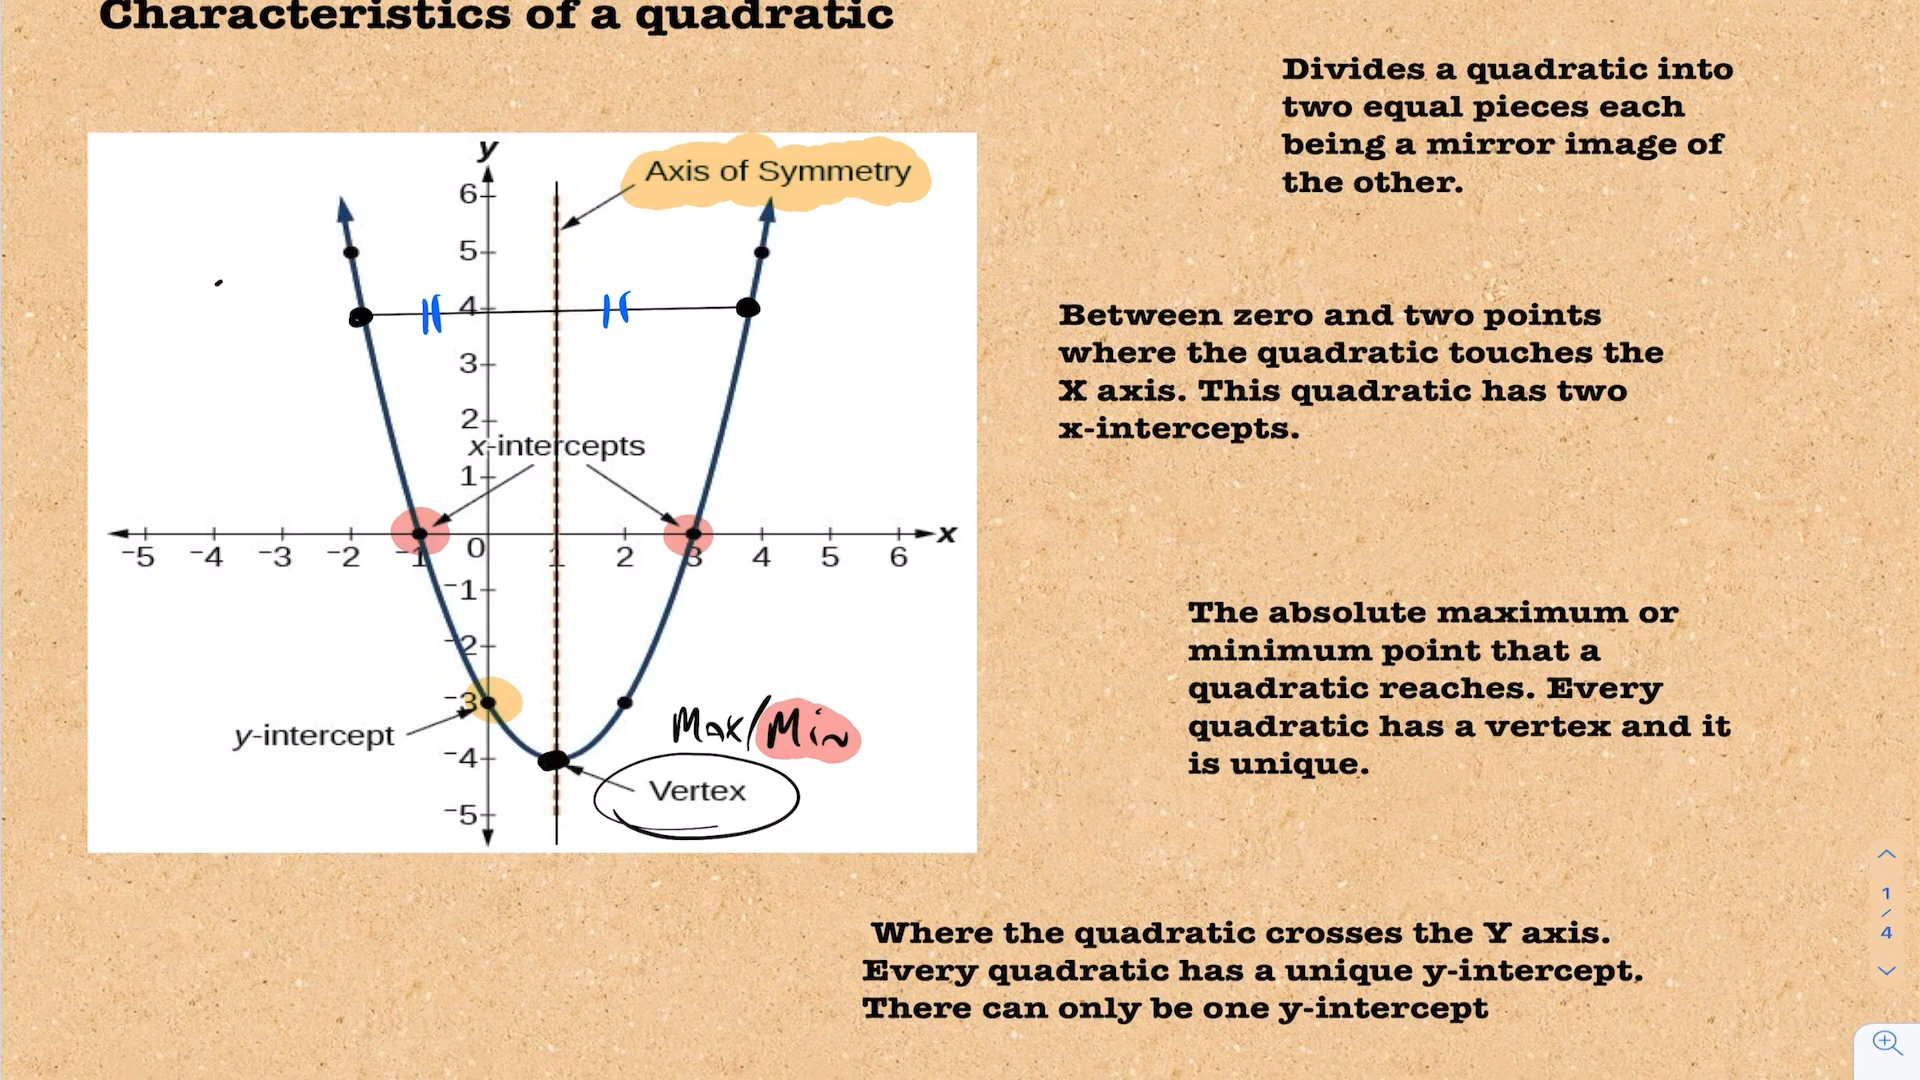 Characteristics of a quadratic
Divides a quadratic into
two equal pieces each
being a mirror image of
the other.
y
Axis of Symmetry
6
5
4
3
2
x-intercepts
1
x
-5 -4 -3 -2 -1 0 1 2 3 4 5 6
-1
-2
-3
y-intercept
Max/Min
-4
Vertex
-5
Between zero and two points
where the quadratic touches the
X axis. This quadratic has two
x-intercepts.
The absolute maximum or
minimum point that a
quadratic reaches. Every
quadratic has a vertex and it
is unique.
Where the quadratic crosses the Y axis.
Every quadratic has a unique y-intercept.
There can only be one y-intercept
1
/
4